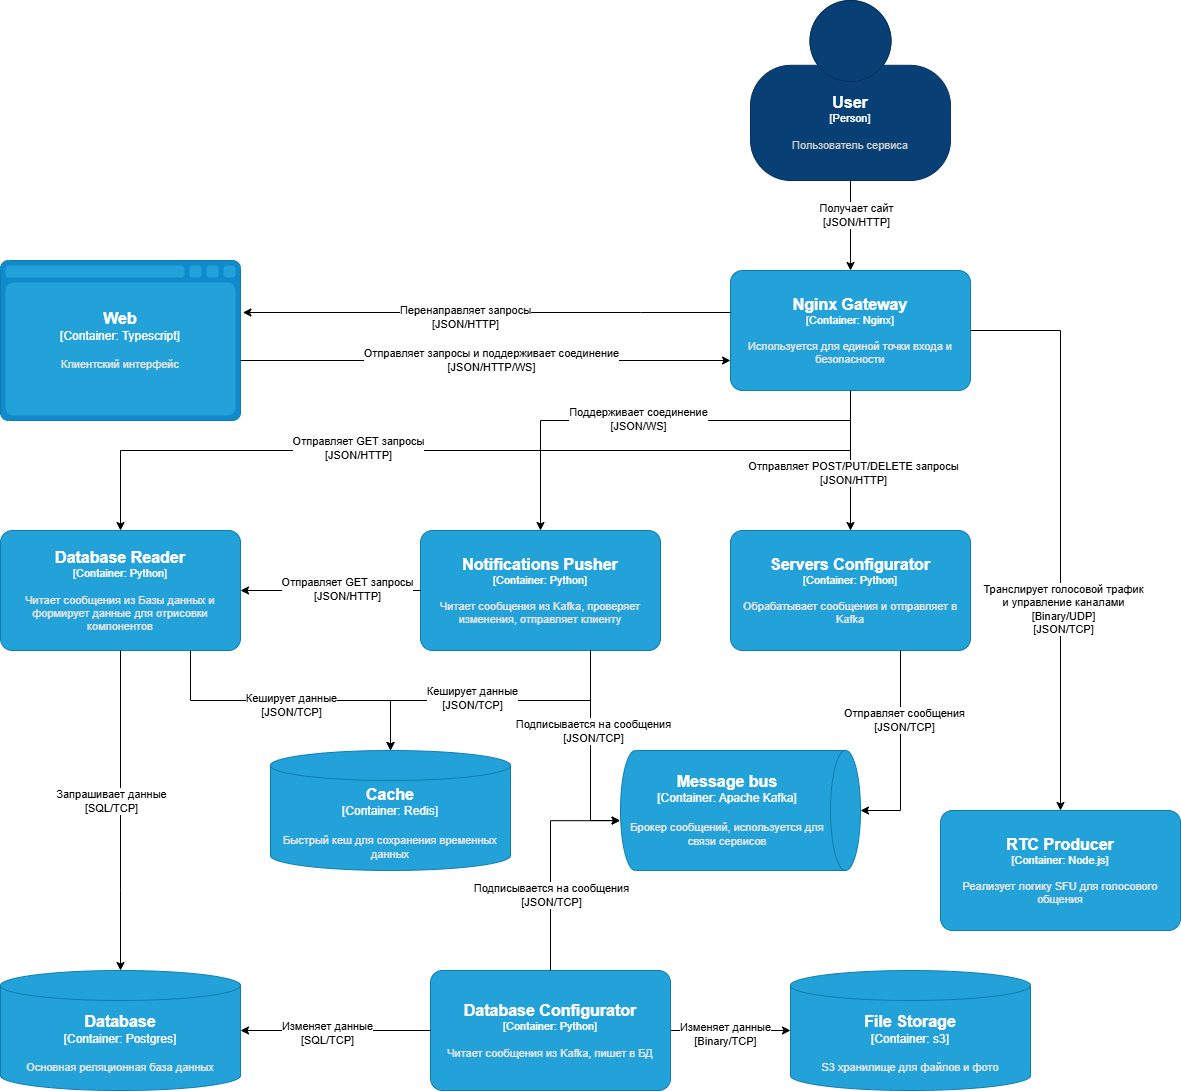 User
[Person]
Пользователь сервиса
Получает сайт
[JSON/HTTP]
Web
[Container: Typescript]
Клиентский интерфейс
Перенаправляет запросы
[JSON/HTTP]
Отправляет запросы и поддерживает соединение
[JSON/HTTP/WS]
Nginx Gateway
[Container: Nginx]
Используется для единой точки входа и
безопасности
Поддерживает соединение
[JSON/WS]
Отправляет GET запросы
[JSON/HTTP]
Отправляет POST/PUT/DELETE запросы
[JSON/HTTP]
Database Reader
[Container: Python]
Читает сообщения из Базы данных и
формирует данные для отрисовки
компонентов
Отправляет GET запросы
[JSON/HTTP]
Notifications Pusher
[Container: Python]
Читает сообщения из Kafka, проверяет
изменения, отправляет клиенту
Servers Configurator
[Container: Python]
Обрабатывает сообщения и отправляет в
Kafka
Транслирует голосовой трафик
и управление каналами
[Binary/UDP]
[JSON/TCP]
Кеширует данные
[JSON/TCP]
Кеширует данные
[JSON/TCP]
Подписывается на сообщения
[JSON/TCP]
Отправляет сообщения
[JSON/TCP]
Запрашивает данные
[SQL/TCP]
Cache
[Container: Redis]
Быстрый кеш для сохранения временных
данных
Message bus
[Container: Apache Kafka]
Брокер сообщений, используется для
связи сервисов
RTC Producer
[Container: Node.js]
Реализует логику SFU для голосового
общения
Подписывается на сообщения
[JSON/TCP]
Database
[Container: Postgres]
Основная реляционная база данных
Изменяет данные
[SQL/TCP]
Database Configurator
[Container: Python]
Читает сообщения из Kafka, пишет в БД
Изменяет данные
[Binary/TCP]
File Storage
[Container: s3]
S3 хранилище для файлов и фото